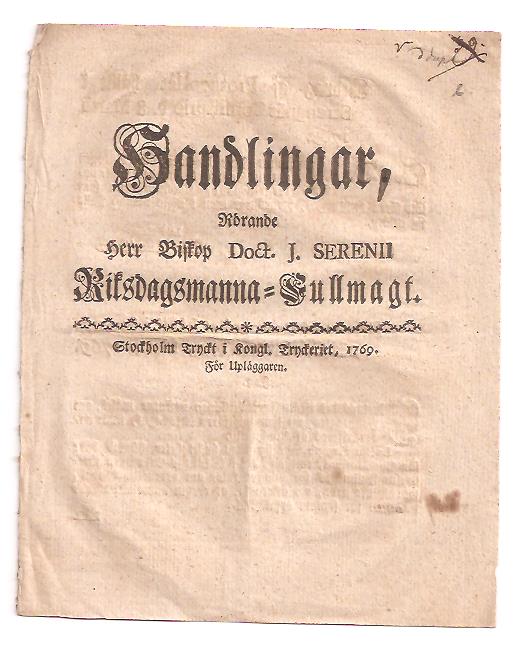 Handlingar,
Rörande
Herr Biskop Doct. J. SERENII
Riksdagsmanna-Fullmagt.
Stockholm Tryckt i Kongl. Tryckeriet, 1769.
För Upläggaren.